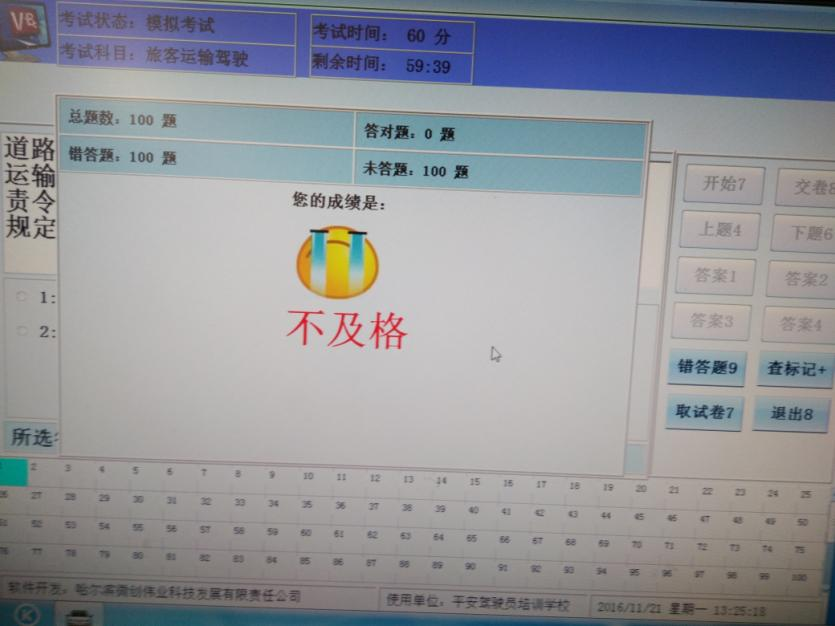 V8
考试状态：模拟考试
考试时间： 60 分
考试科目：旅客运输驾驶
剩余时间： 59:39
总题数：100 题
答对题：0 题
错答题：100 题
未答题：100 题
您的成绩是：
不及格
道路
运输
责令
规定
1:
2:
所选
开始7
交卷8
上题4
下题6
答案1
答案2
答案3
答案4
错答题9
查标记+
取试卷7
退出8
2 3 4 5 6 7 8 9 10 11 12 13 14 15 16 17 18 19 20 21 22 23 24 25
26 27 28 29 30 31 32 33 34 35 36 37 38 39 40 41 42 43 44 45 46 47 48 49 50
51 52 53 54 55 56 57 58 59 60 61 62 63 64 65 66 67 68 69 70 71 72 73 74 75
76 77 78 79 80 81 82 83 84 85 86 87 88 89 90 91 92 93 94 95 96 97 98 99 100
软件开发：哈尔滨微创伟业科技发展有限责任公司
使用单位：平安驾驶员培训学校
2016/11/21 星期一 13:25:18